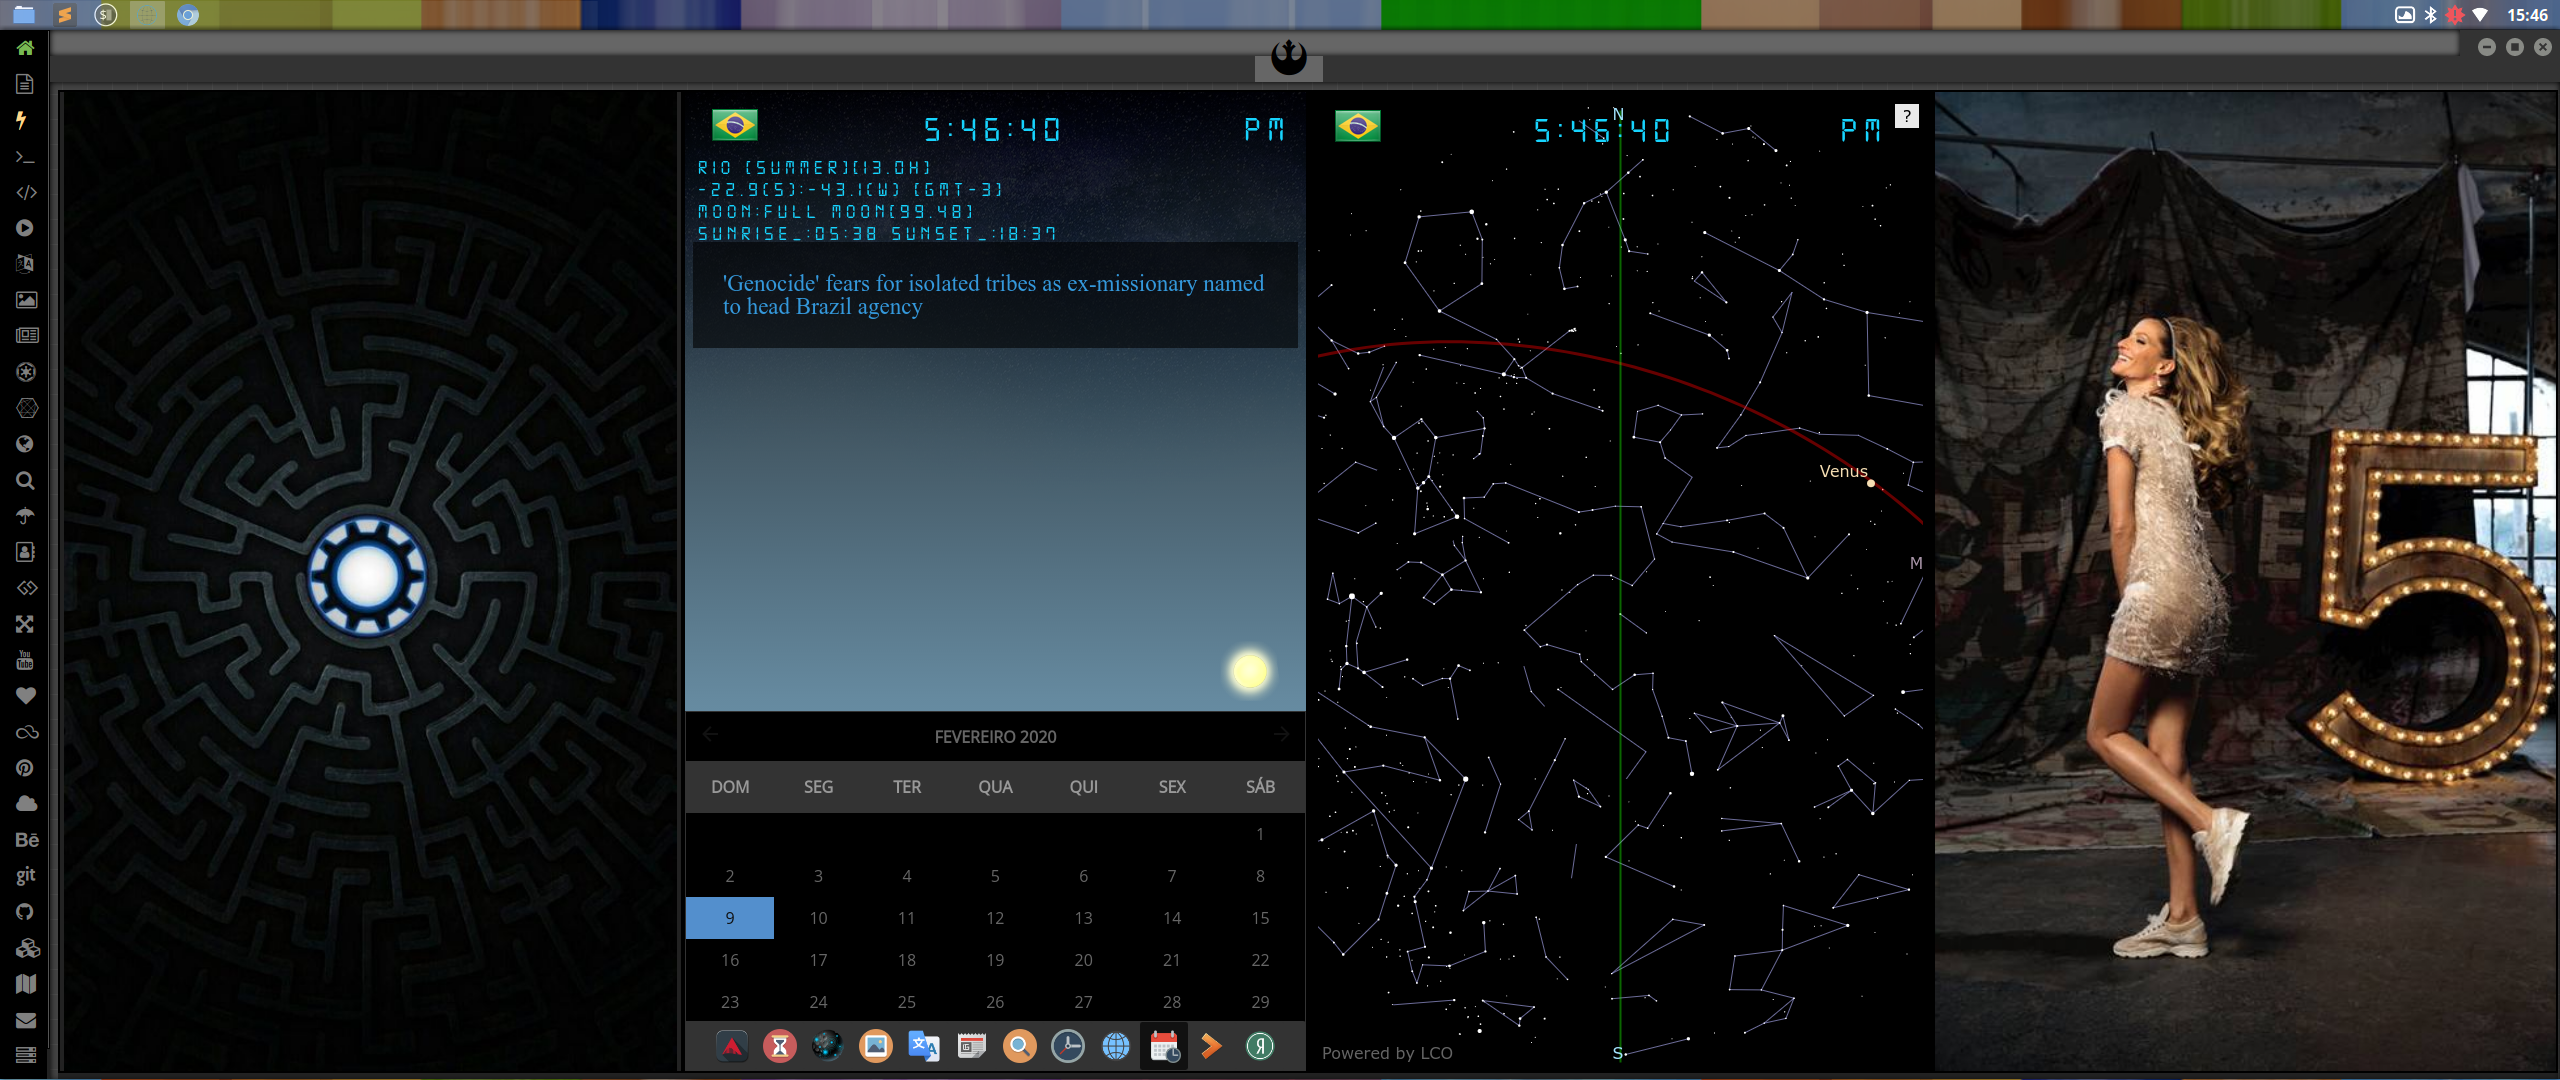 15:46
5:46:40 PM
RIO [SUMMER][13.0H]
-22.9(S):-43.1(W) [GMT-3]
MOON:FULL MOON[99.48]
SUNRISE_:05:38 SUNSET_:18:37
'Genocide' fears for isolated tribes as ex-missionary named
to head Brazil agency
FEVEREIRO 2020
DOM SEG TER QUA QUI SEX SÁB
1
2 3 4 5 6 7 8
9 10 11 12 13 14 15
16 17 18 19 20 21 22
23 24 25 26 27 28 29
N
5:46:40 PM
?
Venus
M
S
Powered by LCO
5
You
Tube
Bē
git